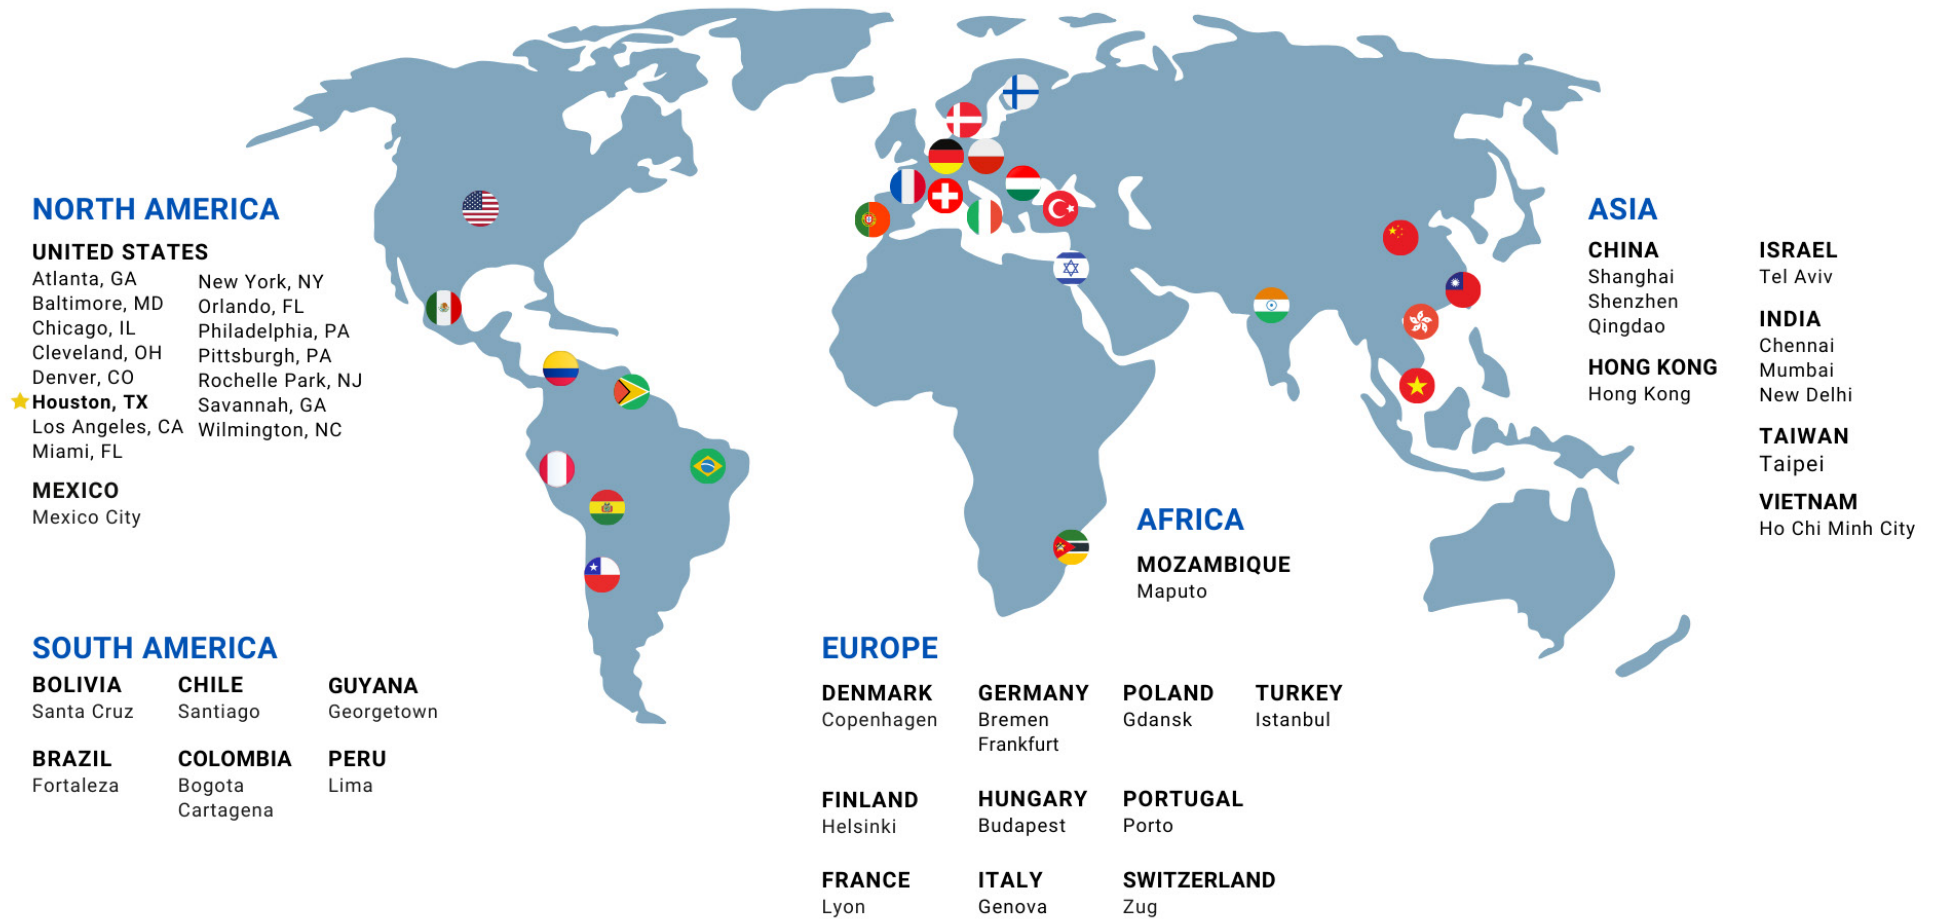 NORTH AMERICA
UNITED STATES
Atlanta, GA
Baltimore, MD
Chicago, IL
Cleveland, OH
Denver, CO
Houston, TX
Los Angeles, CA
Miami, FL
New York, NY
Orlando, FL
Philadelphia, PA
Pittsburgh, PA
Rochelle Park, NJ
Savannah, GA
Wilmington, NC
MEXICO
Mexico City
SOUTH AMERICA
BOLIVIA
Santa Cruz
CHILE
Santiago
GUYANA
Georgetown
BRAZIL
Fortaleza
COLOMBIA
Bogota
Cartagena
PERU
Lima
AFRICA
MOZAMBIQUE
Maputo
EUROPE
DENMARK
Copenhagen
GERMANY
Bremen
Frankfurt
POLAND
Gdansk
TURKEY
Istanbul
FINLAND
Helsinki
HUNGARY
Budapest
PORTUGAL
Porto
FRANCE
Lyon
ITALY
Genova
SWITZERLAND
Zug
ASIA
CHINA
Shanghai
Shenzhen
Qingdao
HONG KONG
Hong Kong
ISRAEL
Tel Aviv
INDIA
Chennai
Mumbai
New Delhi
TAIWAN
Taipei
VIETNAM
Ho Chi Minh City